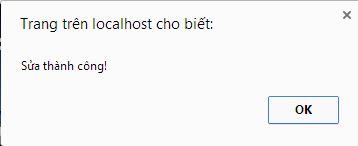 Trang trên localhost cho biết:
Sửa thành công!
OK